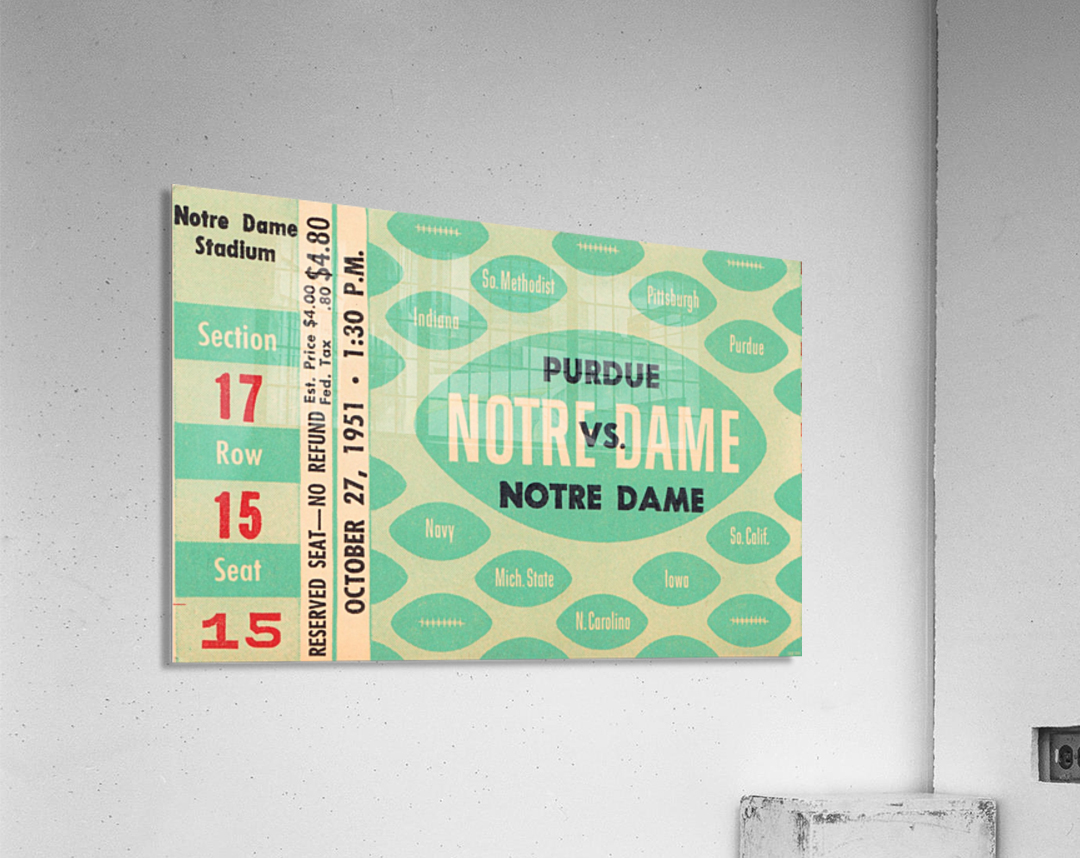 Notre Dame
Stadium
Section
17
Row
15
Seat
15
RESERVED SEAT—NO REFUND
Est. Price $4.00
Fed. Tax .80
$4.80
OCTOBER 27, 1951 • 1:30 P.M.
So. Methodist
Pittsburgh
Indiana
Purdue
PURDUE
NOTRE DAME
VS.
NOTRE DAME
Navy
So. Calif.
Mich. State
Iowa
N. Carolina